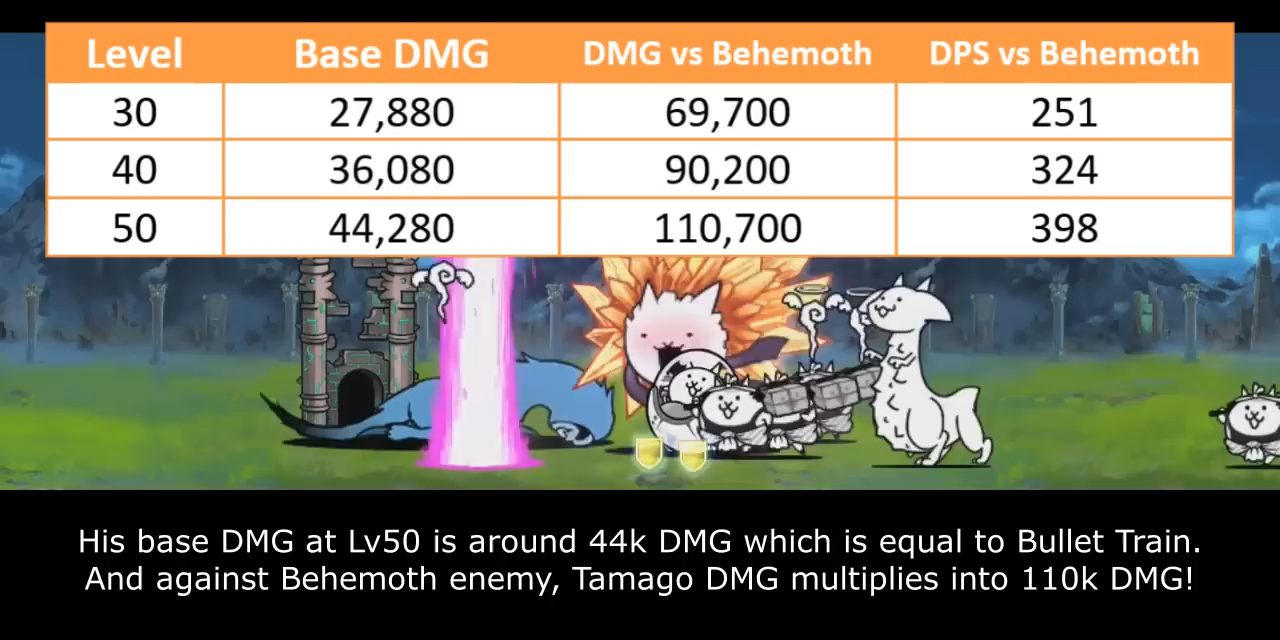 Level Base DMG DMG vs Behemoth DPS vs Behemoth
30 27,880 69,700 251
40 36,080 90,200 324
50 44,280 110,700 398
His base DMG at Lv50 is around 44k DMG which is equal to Bullet Train.
And against Behemoth enemy, Tamago DMG multiplies into 110k DMG!